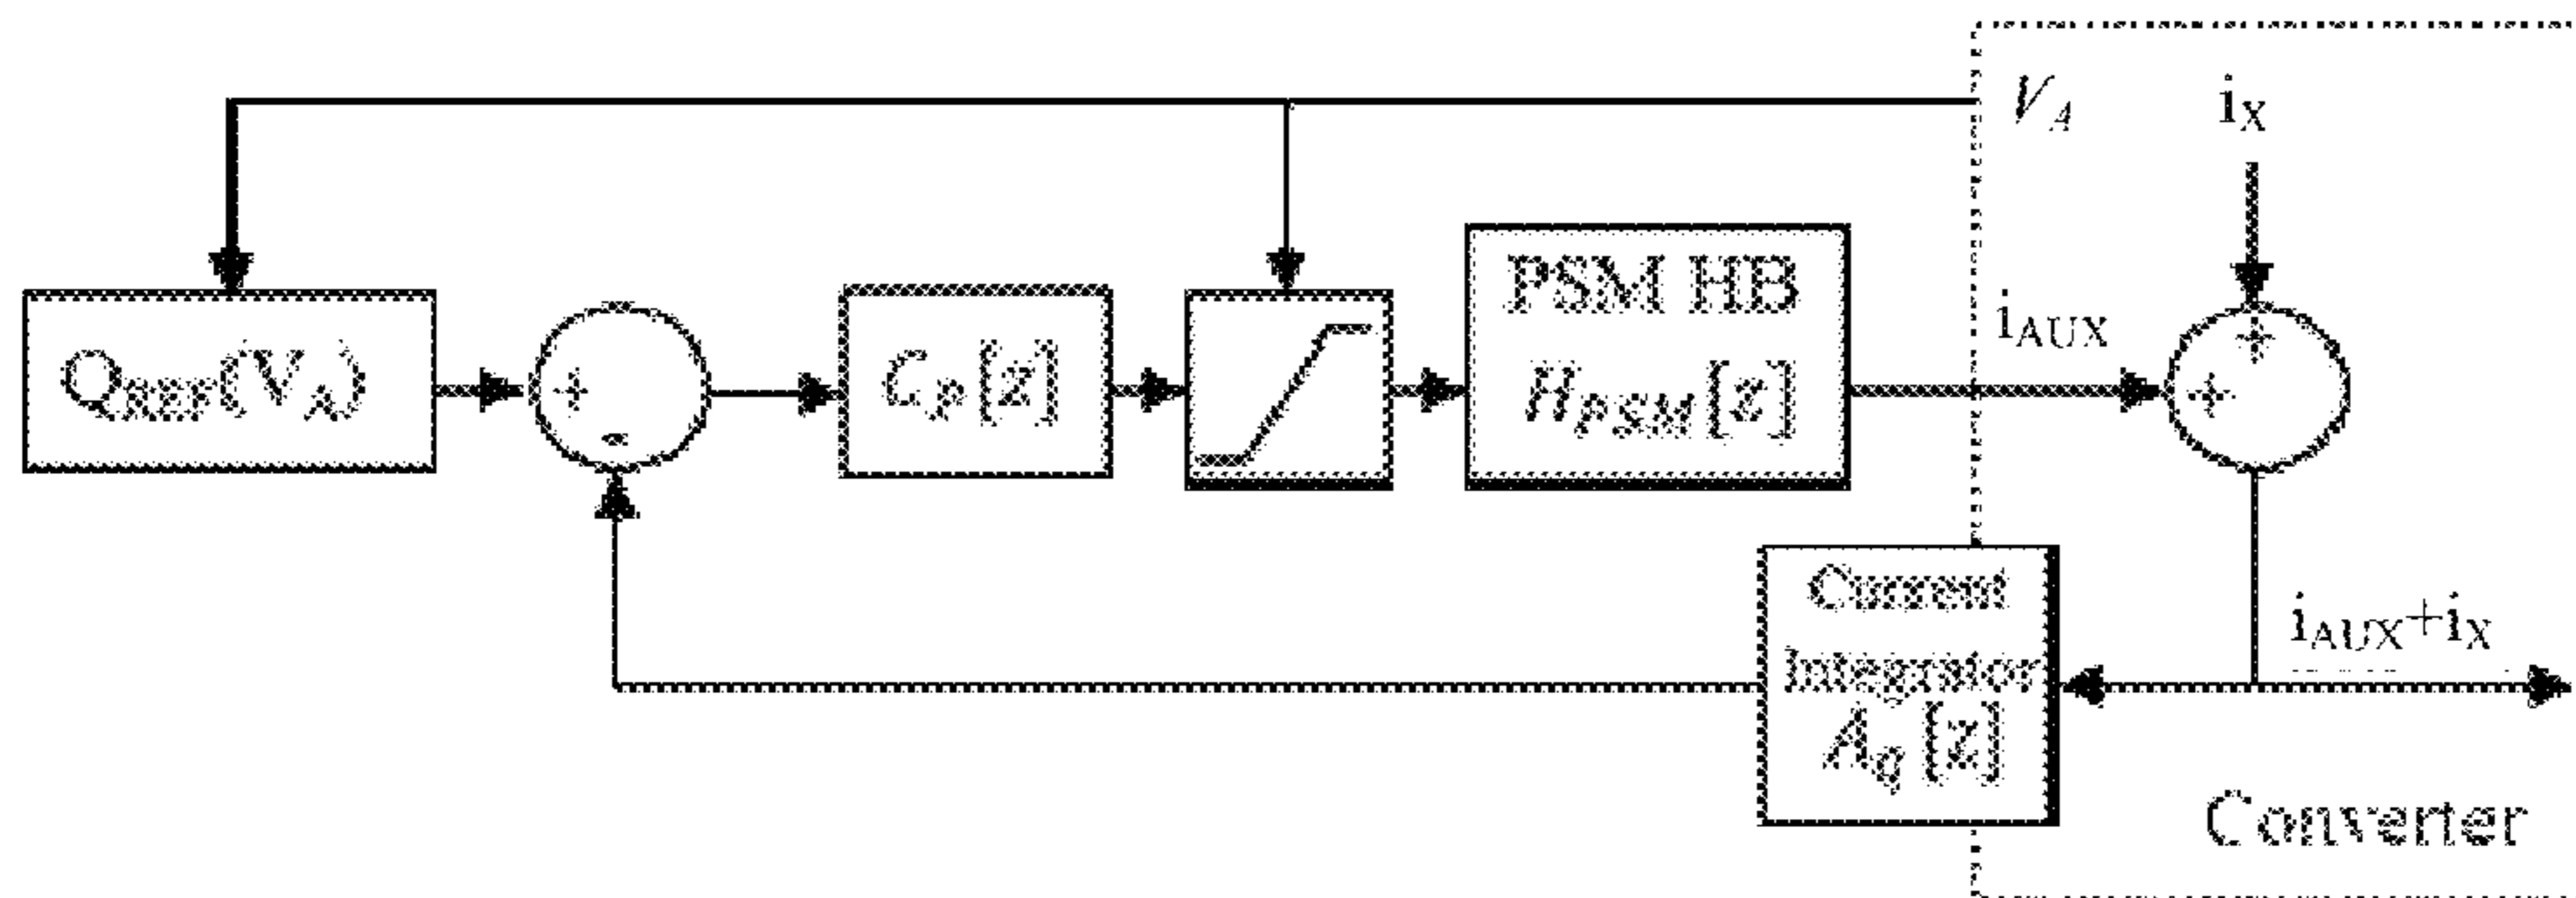 V_A
i_X
Q_REF(V_A)
+
-
C_P[z]
PSM HB
H_PSM[z]
i_AUX
+
+
Current
Integrator
A_q[z]
i_AUX+i_X
Converter